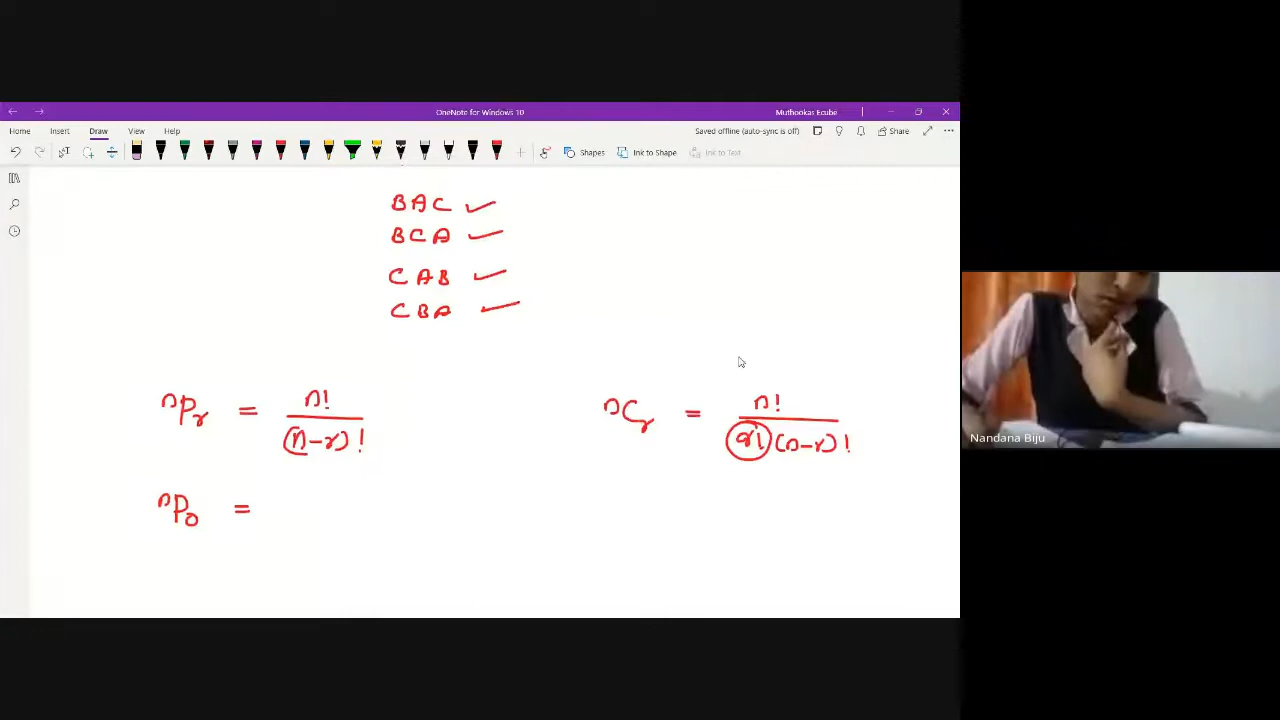 OneNote for Windows 10
Muthookas Ecube
Home Insert Draw View Help
Saved offline (auto-sync is off) Share
Shapes Ink to Shape Ink to Text
BAC ✓
BCA ✓
CAB ✓
CBA ✓
ⁿPᵣ = n! / (n-r)!
ⁿCᵣ = n! / r!(n-r)!
ⁿP₀ =
Nandana Biju